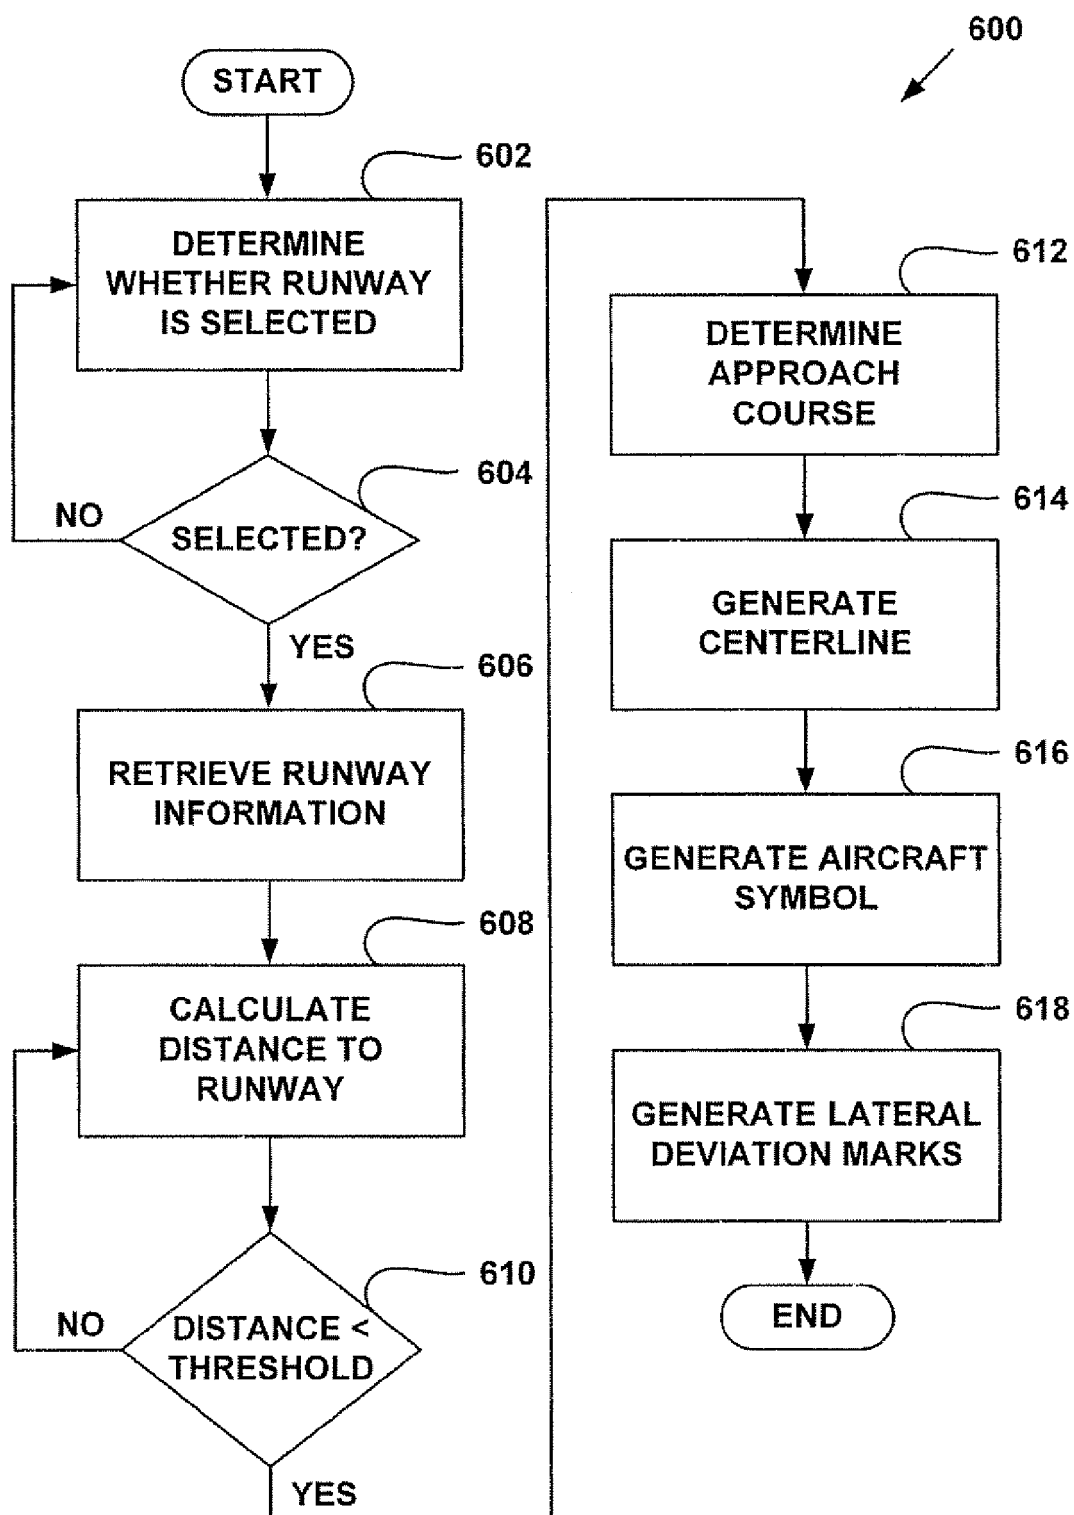 600
START
602
DETERMINE
WHETHER RUNWAY
IS SELECTED
604
NO
SELECTED?
YES
606
RETRIEVE RUNWAY
INFORMATION
608
CALCULATE
DISTANCE TO
RUNWAY
610
NO
DISTANCE <
THRESHOLD
YES
612
DETERMINE
APPROACH
COURSE
614
GENERATE
CENTERLINE
616
GENERATE AIRCRAFT
SYMBOL
618
GENERATE LATERAL
DEVIATION MARKS
END